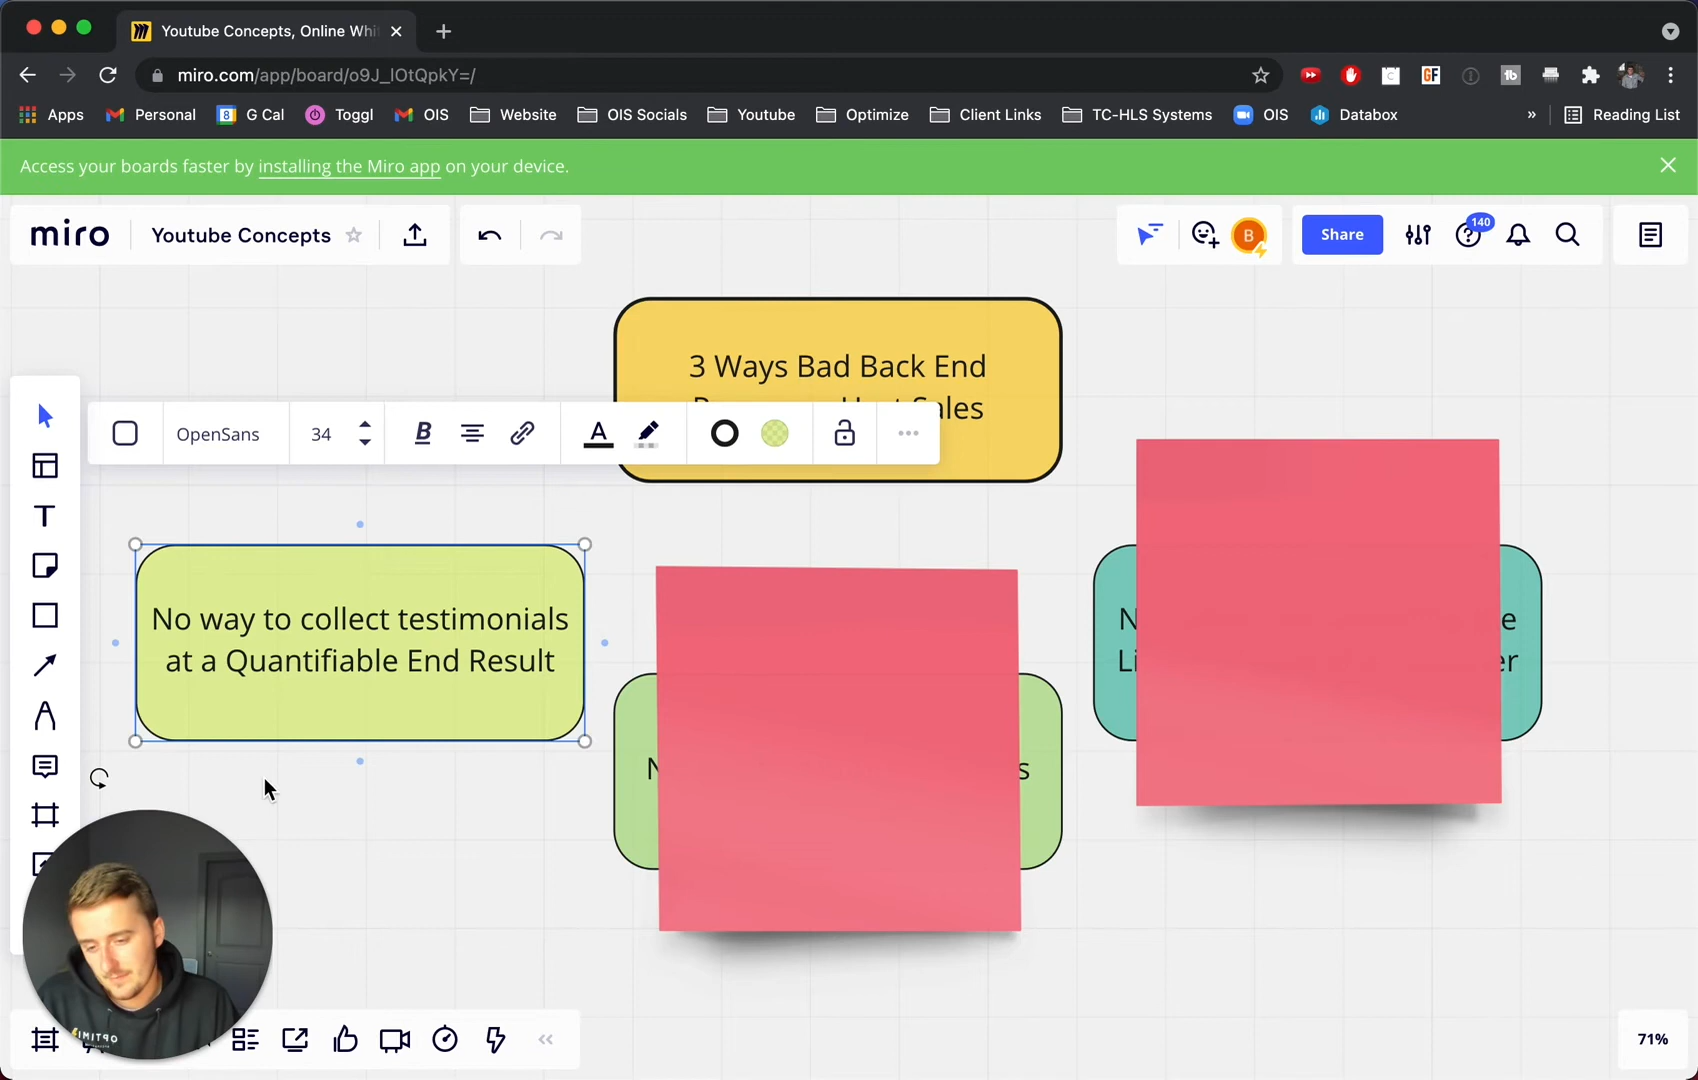 Youtube Concepts, Online Whi
miro.com/app/board/o9J_lOtQpkY=/
Apps
Personal
G Cal
Toggl
OIS
Website
OIS Socials
Youtube
Optimize
Client Links
TC-HLS Systems
OIS
Databox
»
Reading List
Access your boards faster by installing the Miro app on your device.
miro
Youtube Concepts
B
Share
140
3 Ways Bad Back End
Sales
OpenSans
34
B
A
No way to collect testimonials
at a Quantifiable End Result
71%